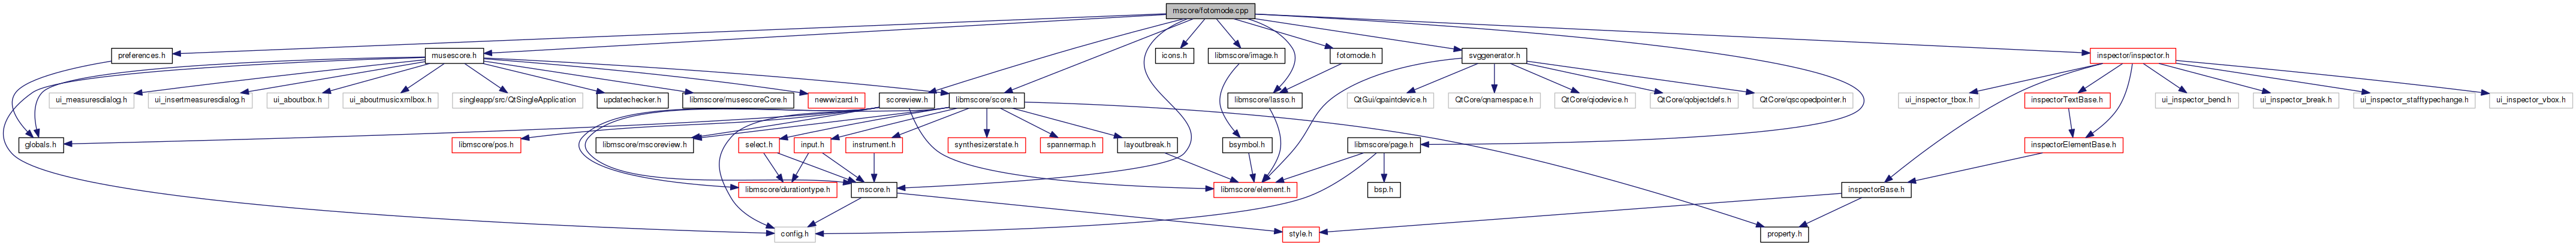 mscore/fotomode.cpp
preferences.h
musescore.h
icons.h
libmscore/image.h
fotomode.h
svggenerator.h
inspector/inspector.h
ui_measuresdialog.h
ui_insertmeasuresdialog.h
ui_aboutbox.h
ui_aboutmusicxmlbox.h
singleapp/src/QtSingleApplication
updatechecker.h
libmscore/musescoreCore.h
newwizard.h
scoreview.h
libmscore/score.h
libmscore/lasso.h
QtGui/qpaintdevice.h
QtCore/qnamespace.h
QtCore/qiodevice.h
QtCore/qobjectdefs.h
QtCore/qscopedpointer.h
ui_inspector_tbox.h
inspectorTextBase.h
ui_inspector_bend.h
ui_inspector_break.h
ui_inspector_stafftypechange.h
ui_inspector_vbox.h
globals.h
libmscore/pos.h
libmscore/mscoreview.h
select.h
input.h
instrument.h
synthesizerstate.h
spannermap.h
layoutbreak.h
bsymbol.h
libmscore/page.h
inspectorElementBase.h
libmscore/durationtype.h
mscore.h
libmscore/element.h
bsp.h
inspectorBase.h
config.h
style.h
property.h